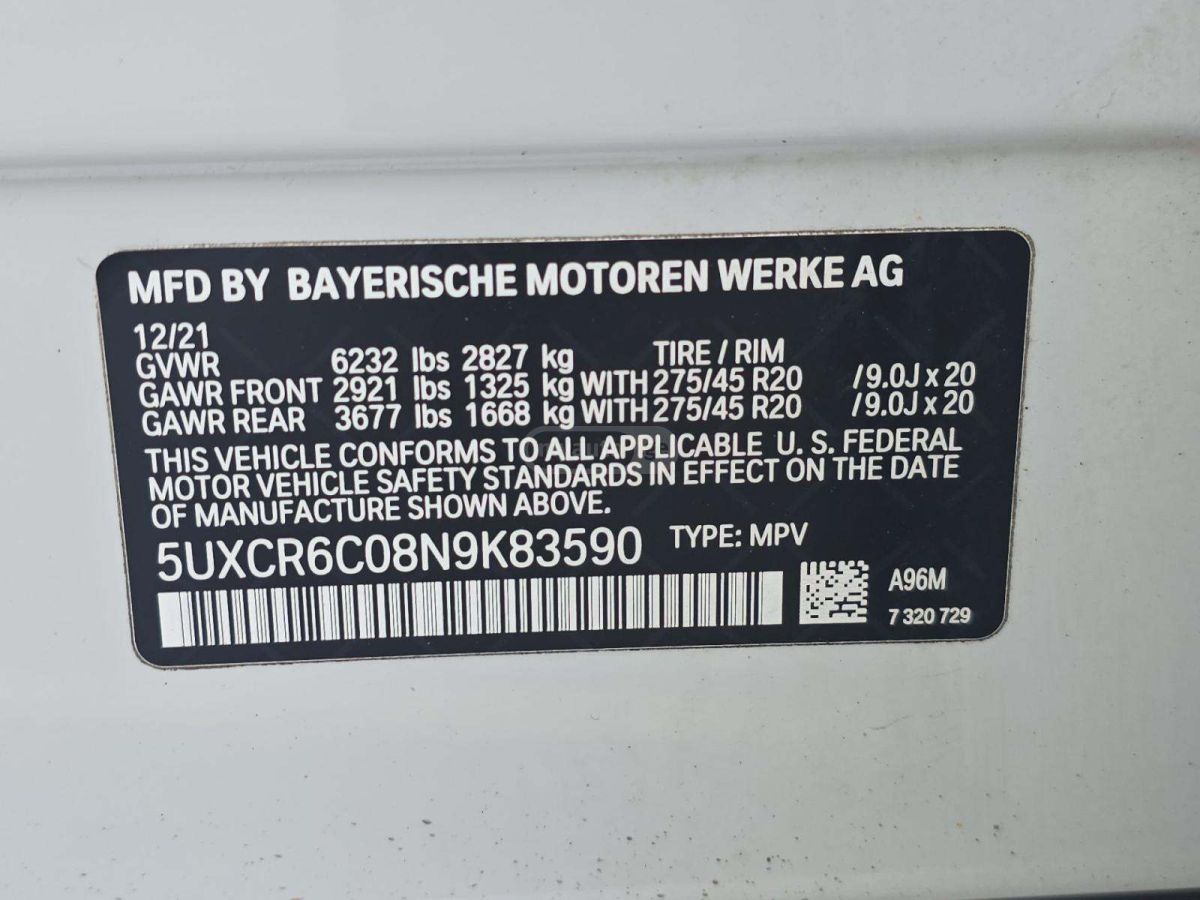 MFD BY BAYERISCHE MOTOREN WERKE AG
12/21
GVWR 6232 lbs 2827 kg TIRE / RIM
GAWR FRONT 2921 lbs 1325 kg WITH 275/45 R20 /9.0J x 20
GAWR REAR 3677 lbs 1668 kg WITH 275/45 R20 /9.0J x 20
THIS VEHICLE CONFORMS TO ALL APPLICABLE U. S. FEDERAL
MOTOR VEHICLE SAFETY STANDARDS IN EFFECT ON THE DATE
OF MANUFACTURE SHOWN ABOVE.
5UXCR6C08N9K83590 TYPE: MPV
A96M
7 320 729